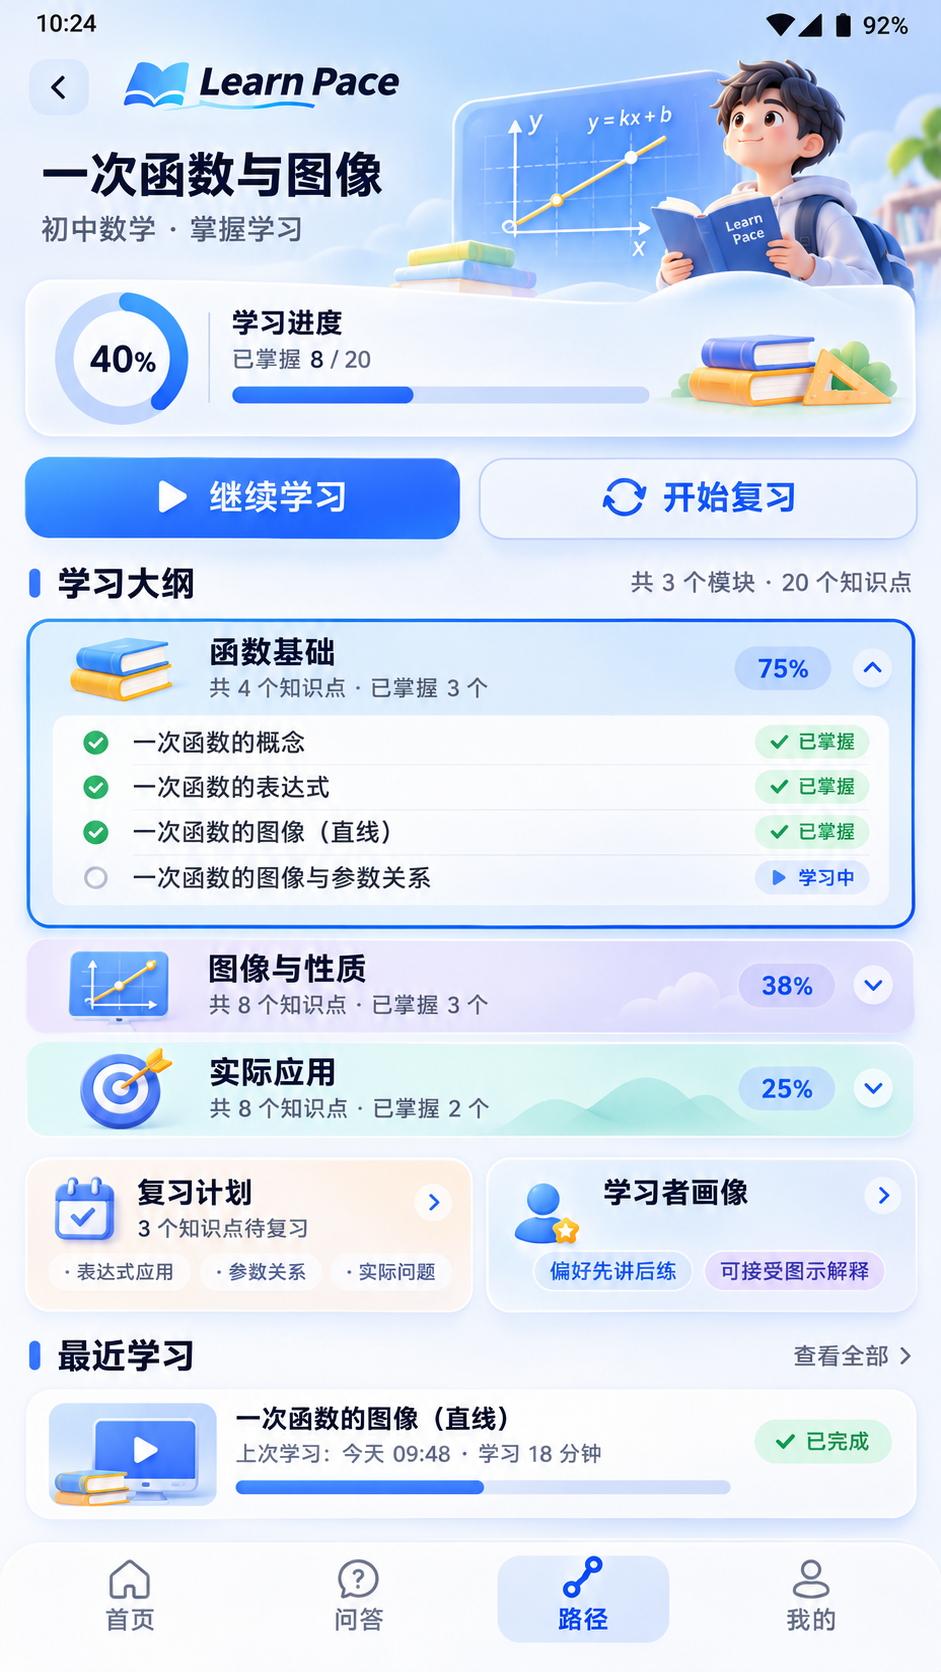 10:24
92%
Learn Pace
y
y = kx + b
x
Learn
Pace
一次函数与图像
初中数学 · 掌握学习
40%
学习进度
已掌握 8 / 20
继续学习
开始复习
学习大纲
共 3 个模块 · 20 个知识点
函数基础
共 4 个知识点 · 已掌握 3 个
75%
一次函数的概念
已掌握
一次函数的表达式
已掌握
一次函数的图像（直线）
已掌握
一次函数的图像与参数关系
学习中
图像与性质
共 8 个知识点 · 已掌握 3 个
38%
实际应用
共 8 个知识点 · 已掌握 2 个
25%
复习计划
3 个知识点待复习
· 表达式应用
· 参数关系
· 实际问题
学习者画像
偏好先讲后练
可接受图示解释
最近学习
查看全部
一次函数的图像（直线）
上次学习：今天 09:48 · 学习 18 分钟
已完成
首页
问答
路径
我的